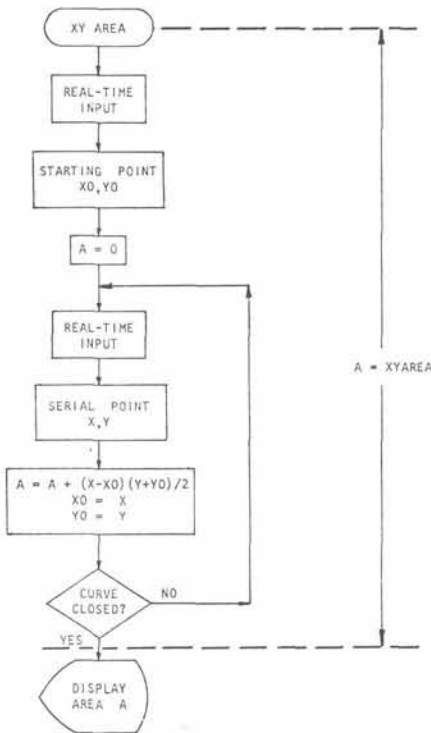 XY AREA
REAL-TIME
INPUT
STARTING POINT
X0,Y0
A = 0
REAL-TIME
INPUT
A = XYAREA
SERIAL POINT
X,Y
A = A + (X-X0)(Y+Y0)/2
X0 = X
Y0 = Y
CURVE
CLOSED?
NO
YES
DISPLAY
AREA A